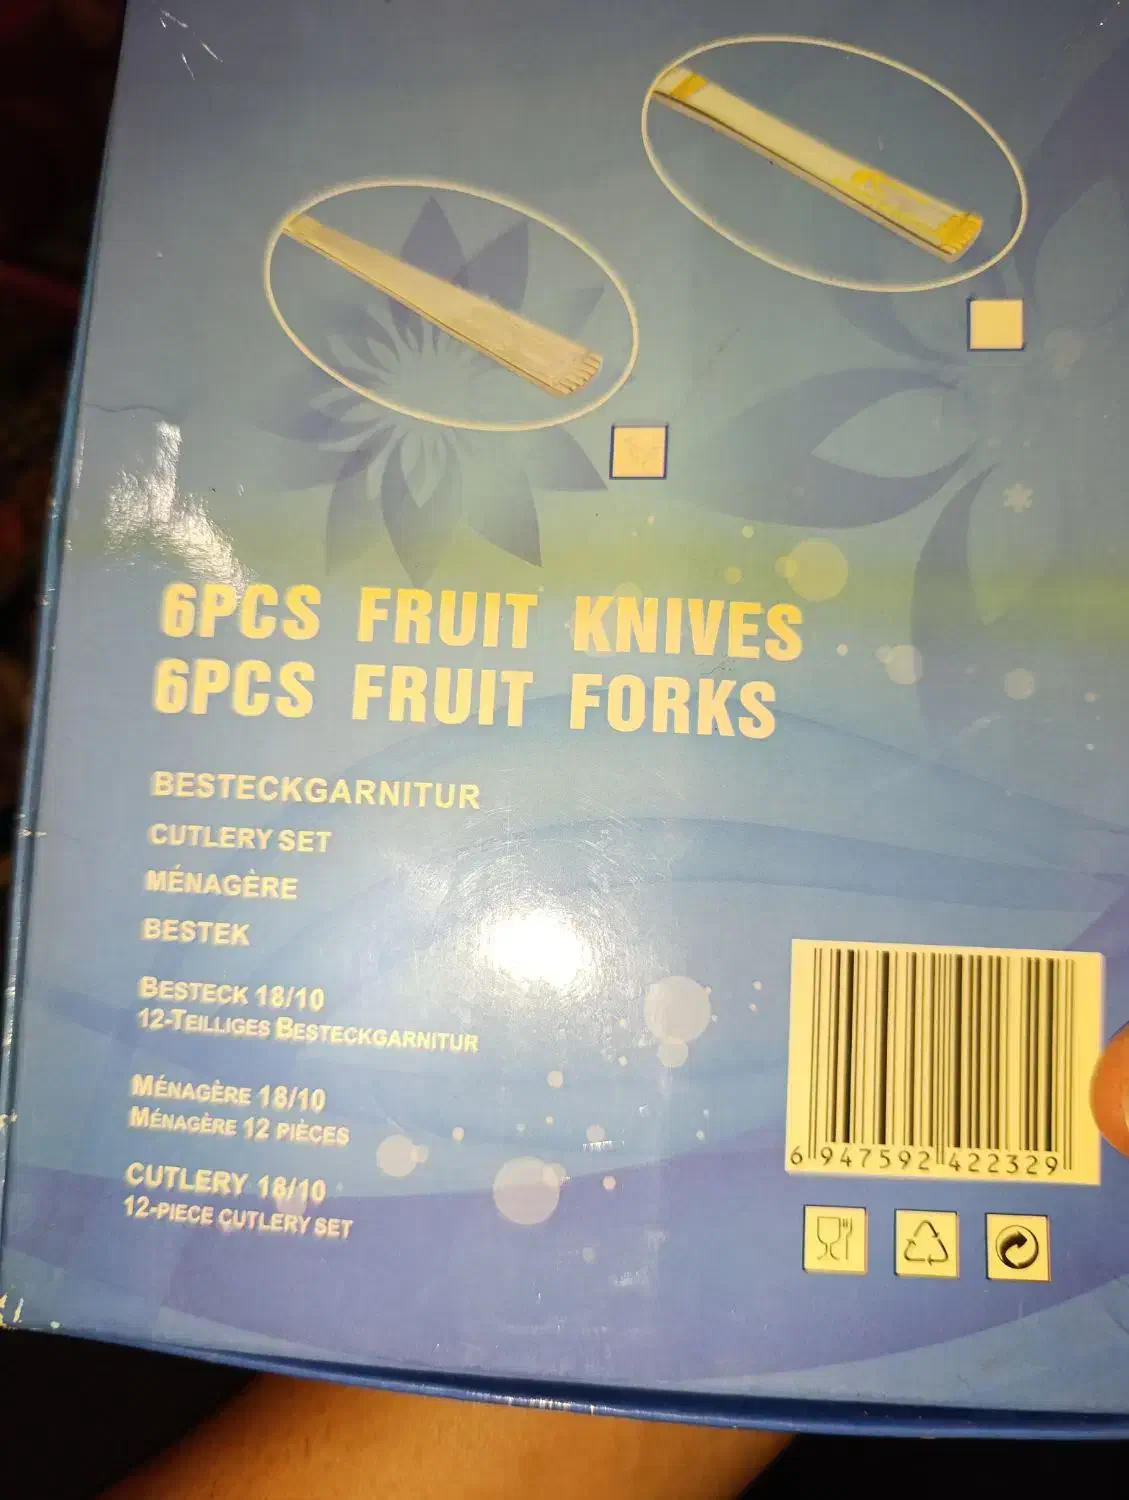 6PCS FRUIT KNIVES
6PCS FRUIT FORKS
BESTECKGARNITUR
CUTLERY SET
MÉNAGÈRE
BESTEK
BESTECK 18/10
12-TEILLIGES BESTECKGARNITUR
MÉNAGÈRE 18/10
MÉNAGÈRE 12 PIÈCES
CUTLERY 18/10
12-PIECE CUTLERY SET
6 947592 422329